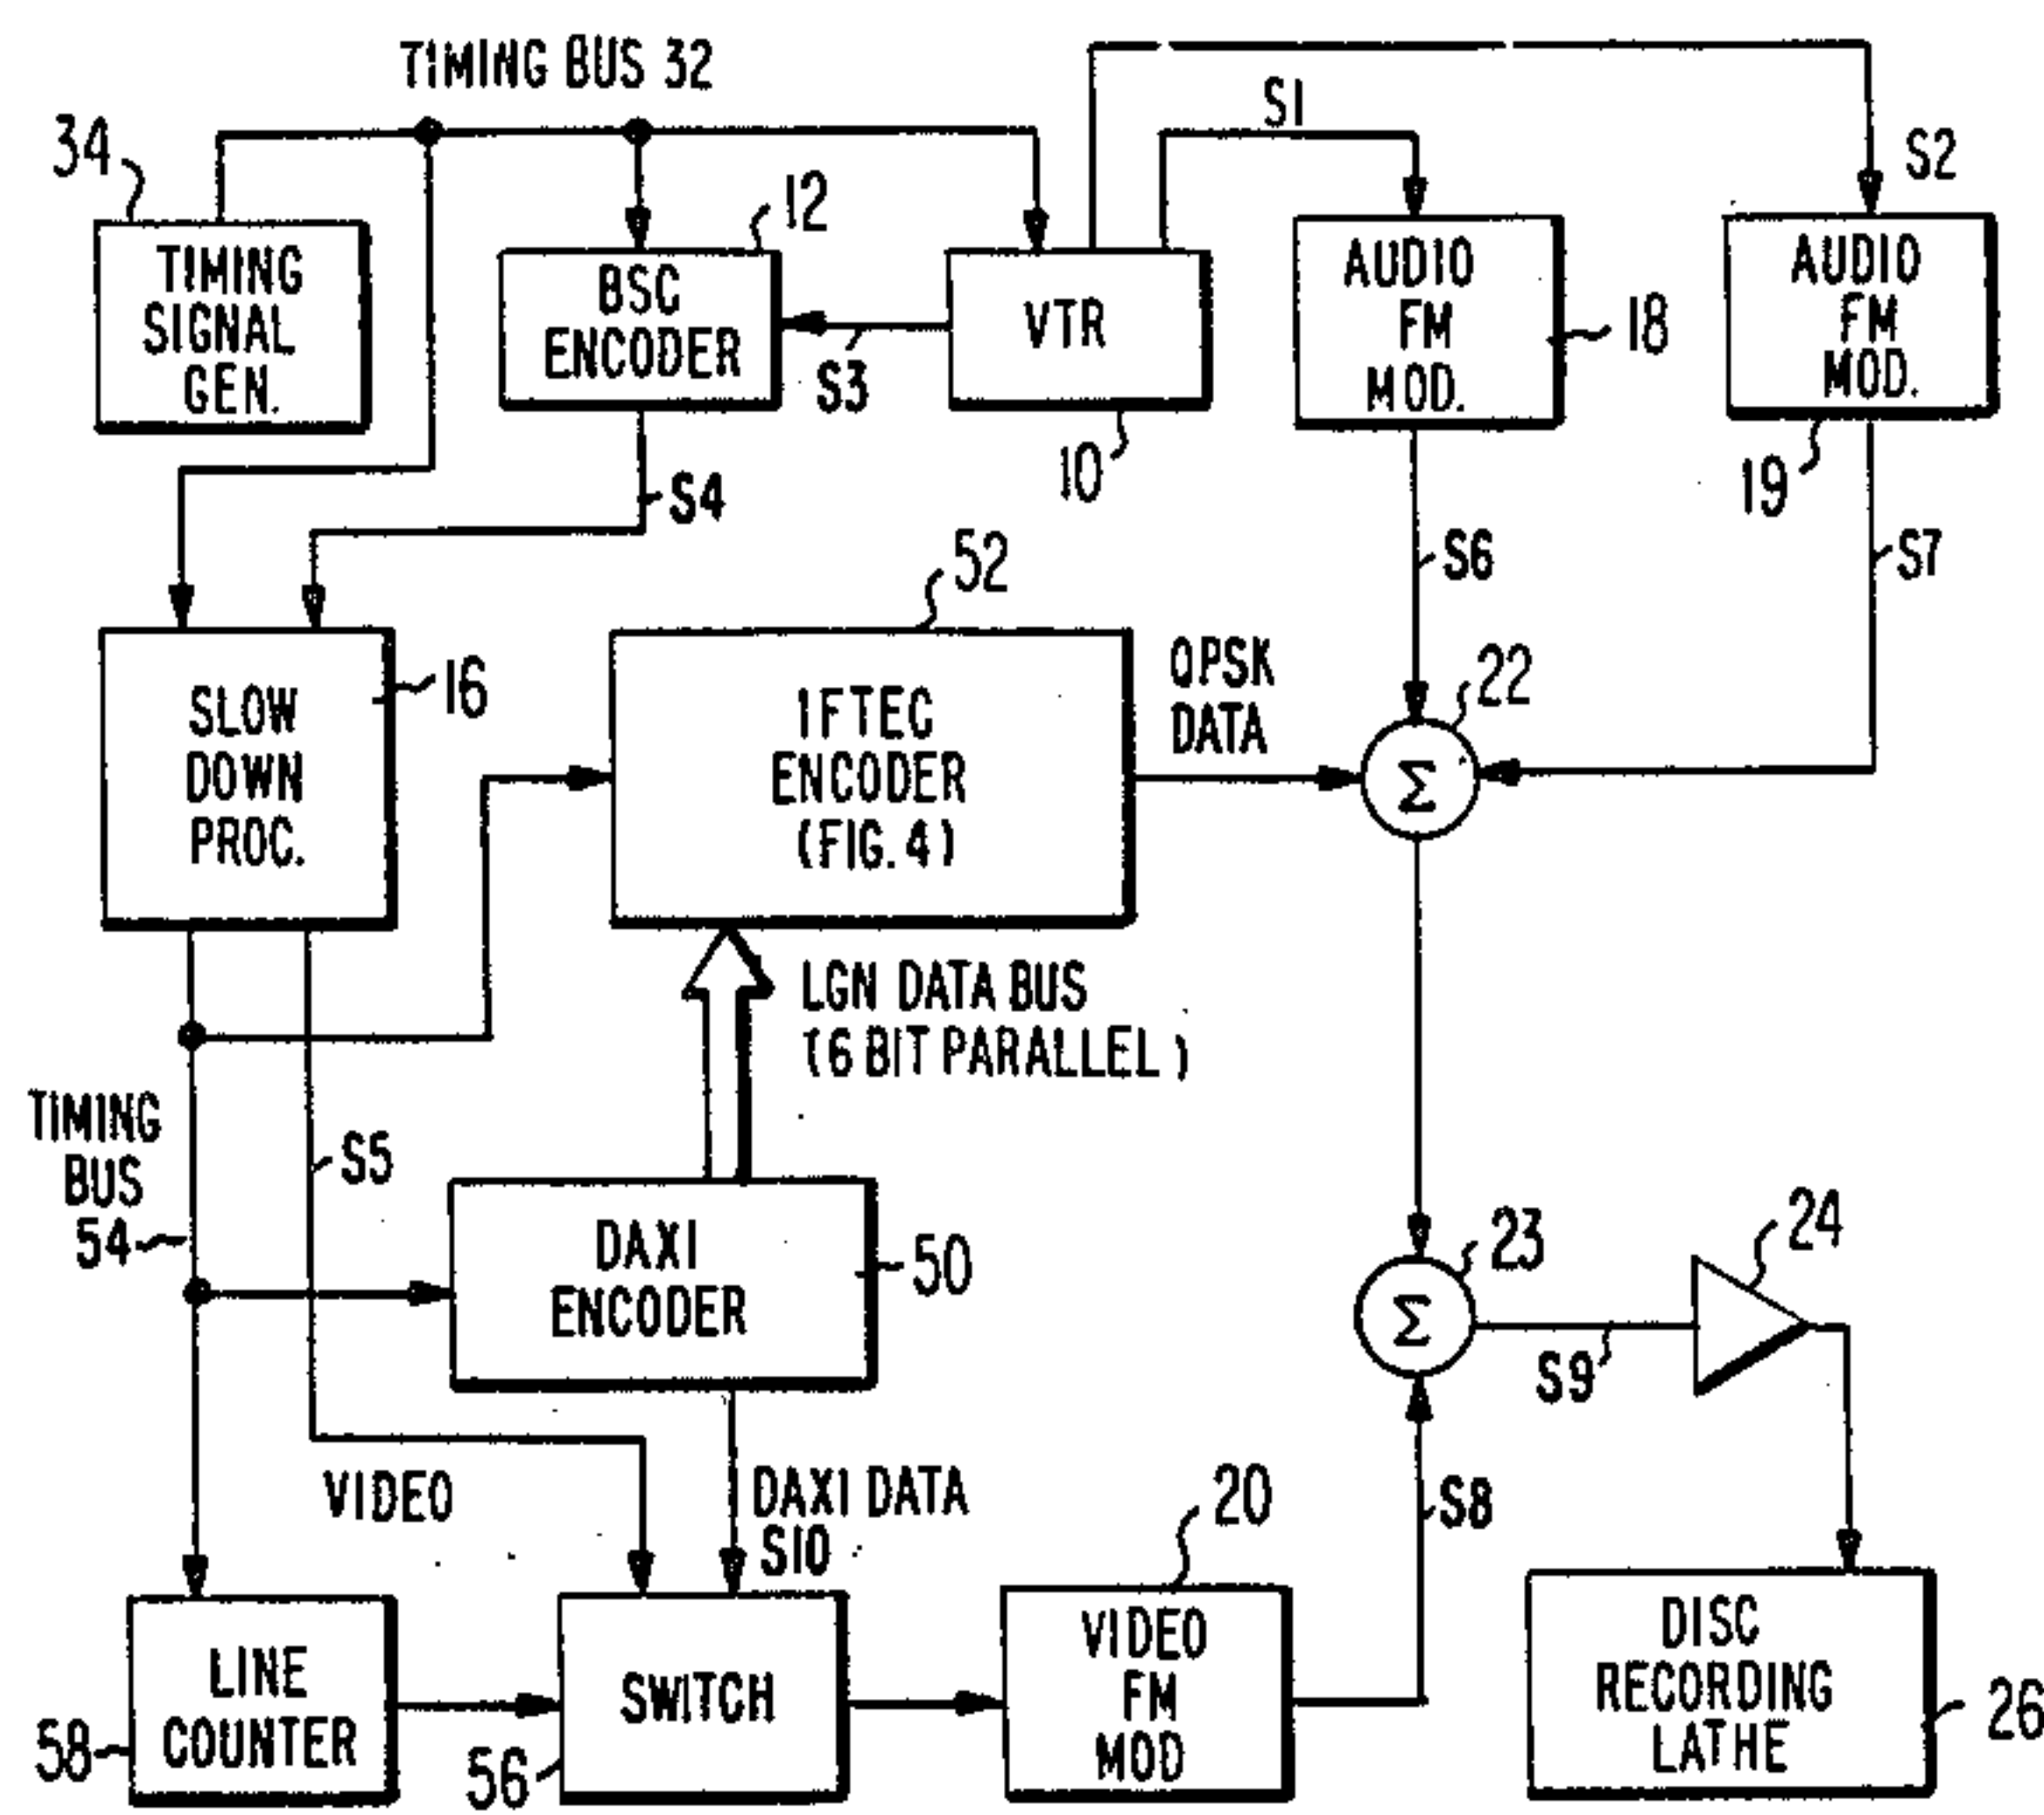 TIMING BUS 32
34
TIMING
SIGNAL
GEN.
12
BSC
ENCODER
S3
VTR
10
S1
AUDIO
FM
MOD.
18
S2
AUDIO
FM
MOD.
19
S4
S6
S7
SLOW
DOWN
PROC.
16
52
1FTEC
ENCODER
(FIG. 4)
QPSK
DATA
22
Σ
LGN DATA BUS
(6 BIT PARALLEL)
TIMING
BUS
54
S5
DAXI
ENCODER
50
23
Σ
24
S9
VIDEO
DAXI DATA
S10
S8
LINE
COUNTER
58
SWITCH
56
20
VIDEO
FM
MOD
DISC
RECORDING
LATHE
26